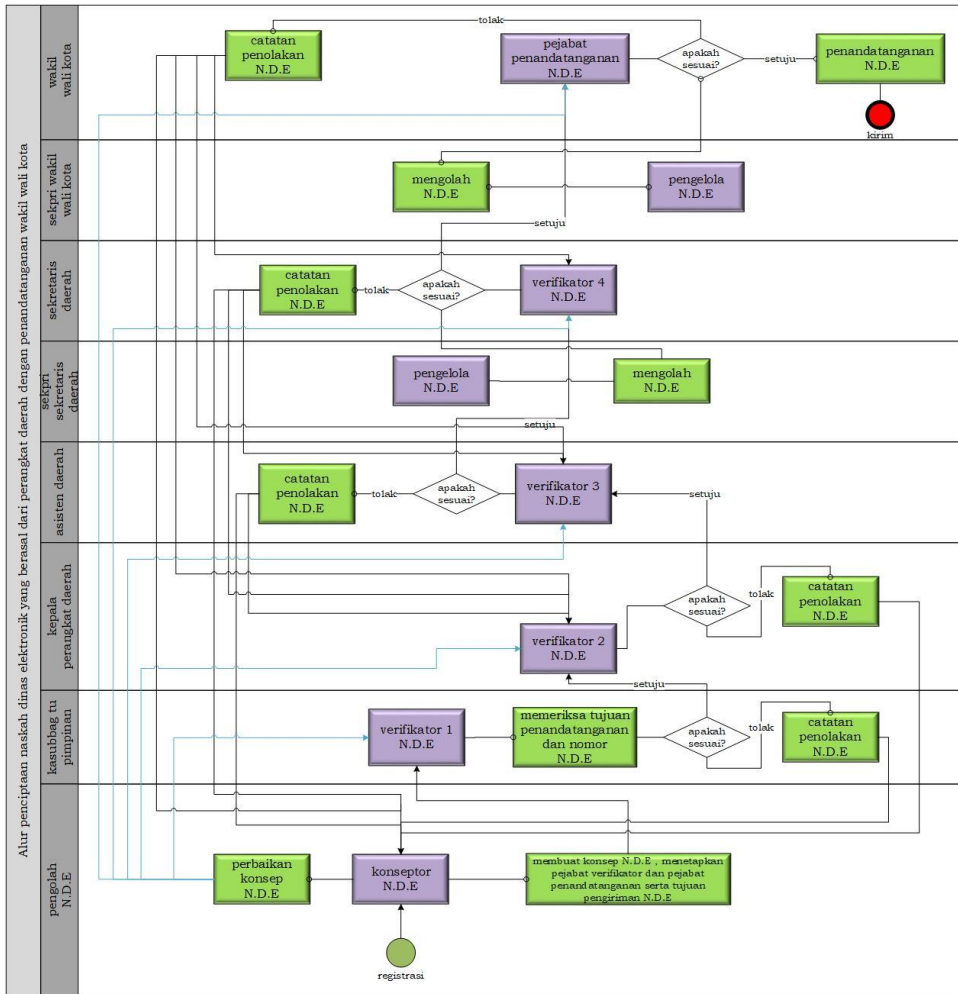 Alur penciptaan naskah dinas elektronik yang berasal dari perangkat daerah dengan penandatanganan wakil wali kota
wakil
wali kota
tolak
catatan
penolakan
N.D.E
pejabat
penandatanganan
N.D.E
apakah
sesuai?
setuju
penandatanganan
N.D.E
kirim
sekpri wakil
wali kota
mengolah
N.D.E
pengelola
N.D.E
setuju
sekretaris
daerah
catatan
penolakan
N.D.E
tolak
apakah
sesuai?
verifikator 4
N.D.E
sekpri
sekretaris
daerah
pengelola
N.D.E
mengolah
N.D.E
setuju
asisten daerah
catatan
penolakan
N.D.E
tolak
apakah
sesuai?
verifikator 3
N.D.E
setuju
kepala
perangkat daerah
verifikator 2
N.D.E
apakah
sesuai?
tolak
catatan
penolakan
N.D.E
setuju
kasubbag tu
pimpinan
verifikator 1
N.D.E
memeriksa tujuan
penandatanganan
dan nomor
N.D.E
apakah
sesuai?
tolak
catatan
penolakan
N.D.E
pengolah
N.D.E
perbaikan
konsep
N.D.E
konseptor
N.D.E
membuat konsep N.D.E , menetapkan
pejabat verifikator dan pejabat
penandatanganan serta tujuan
pengiriman N.D.E
registrasi